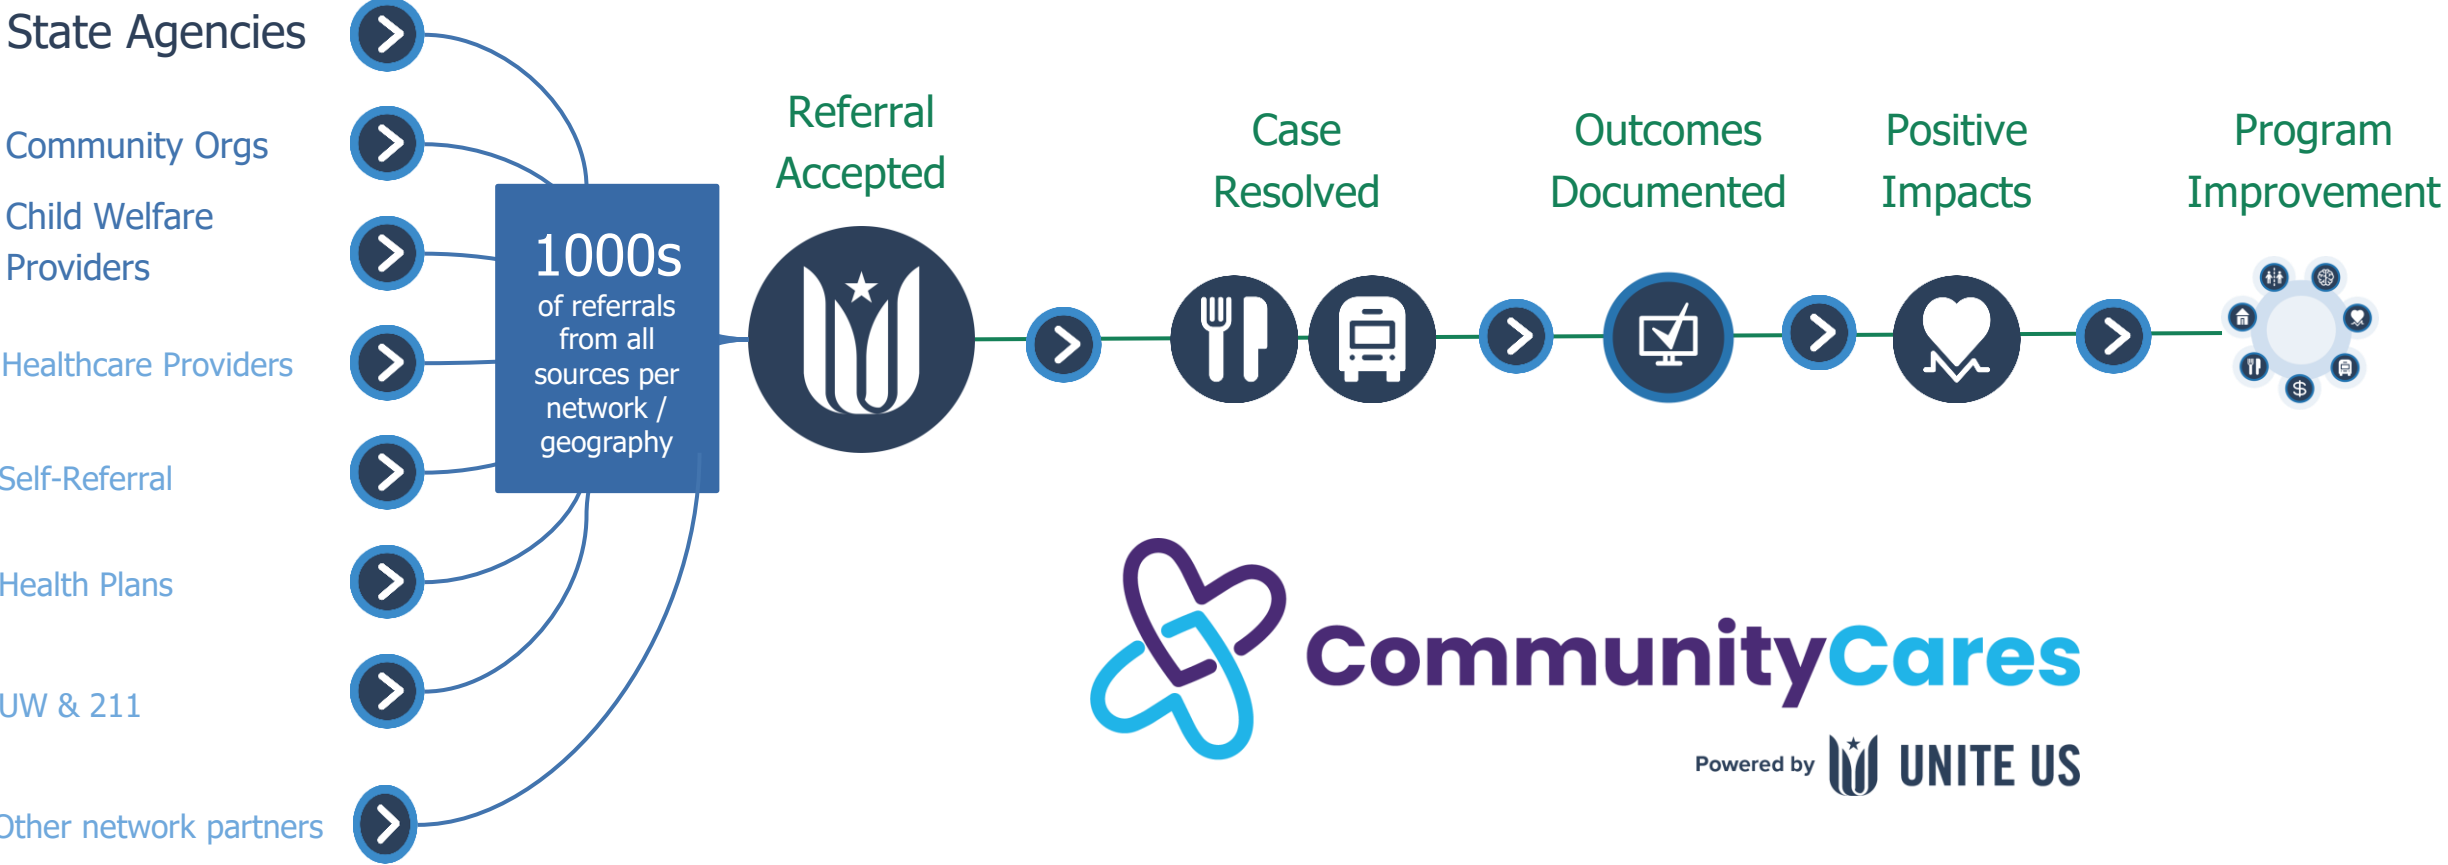 State Agencies
Community Orgs
Child Welfare
Providers
Healthcare Providers
Self-Referral
Health Plans
UW & 211
Other network partners
1000s
of referrals
from all
sources per
network /
geography
Referral
Accepted
Case
Resolved
Outcomes
Documented
Positive
Impacts
Program
Improvement
$
CommunityCares
Powered by UNITE US